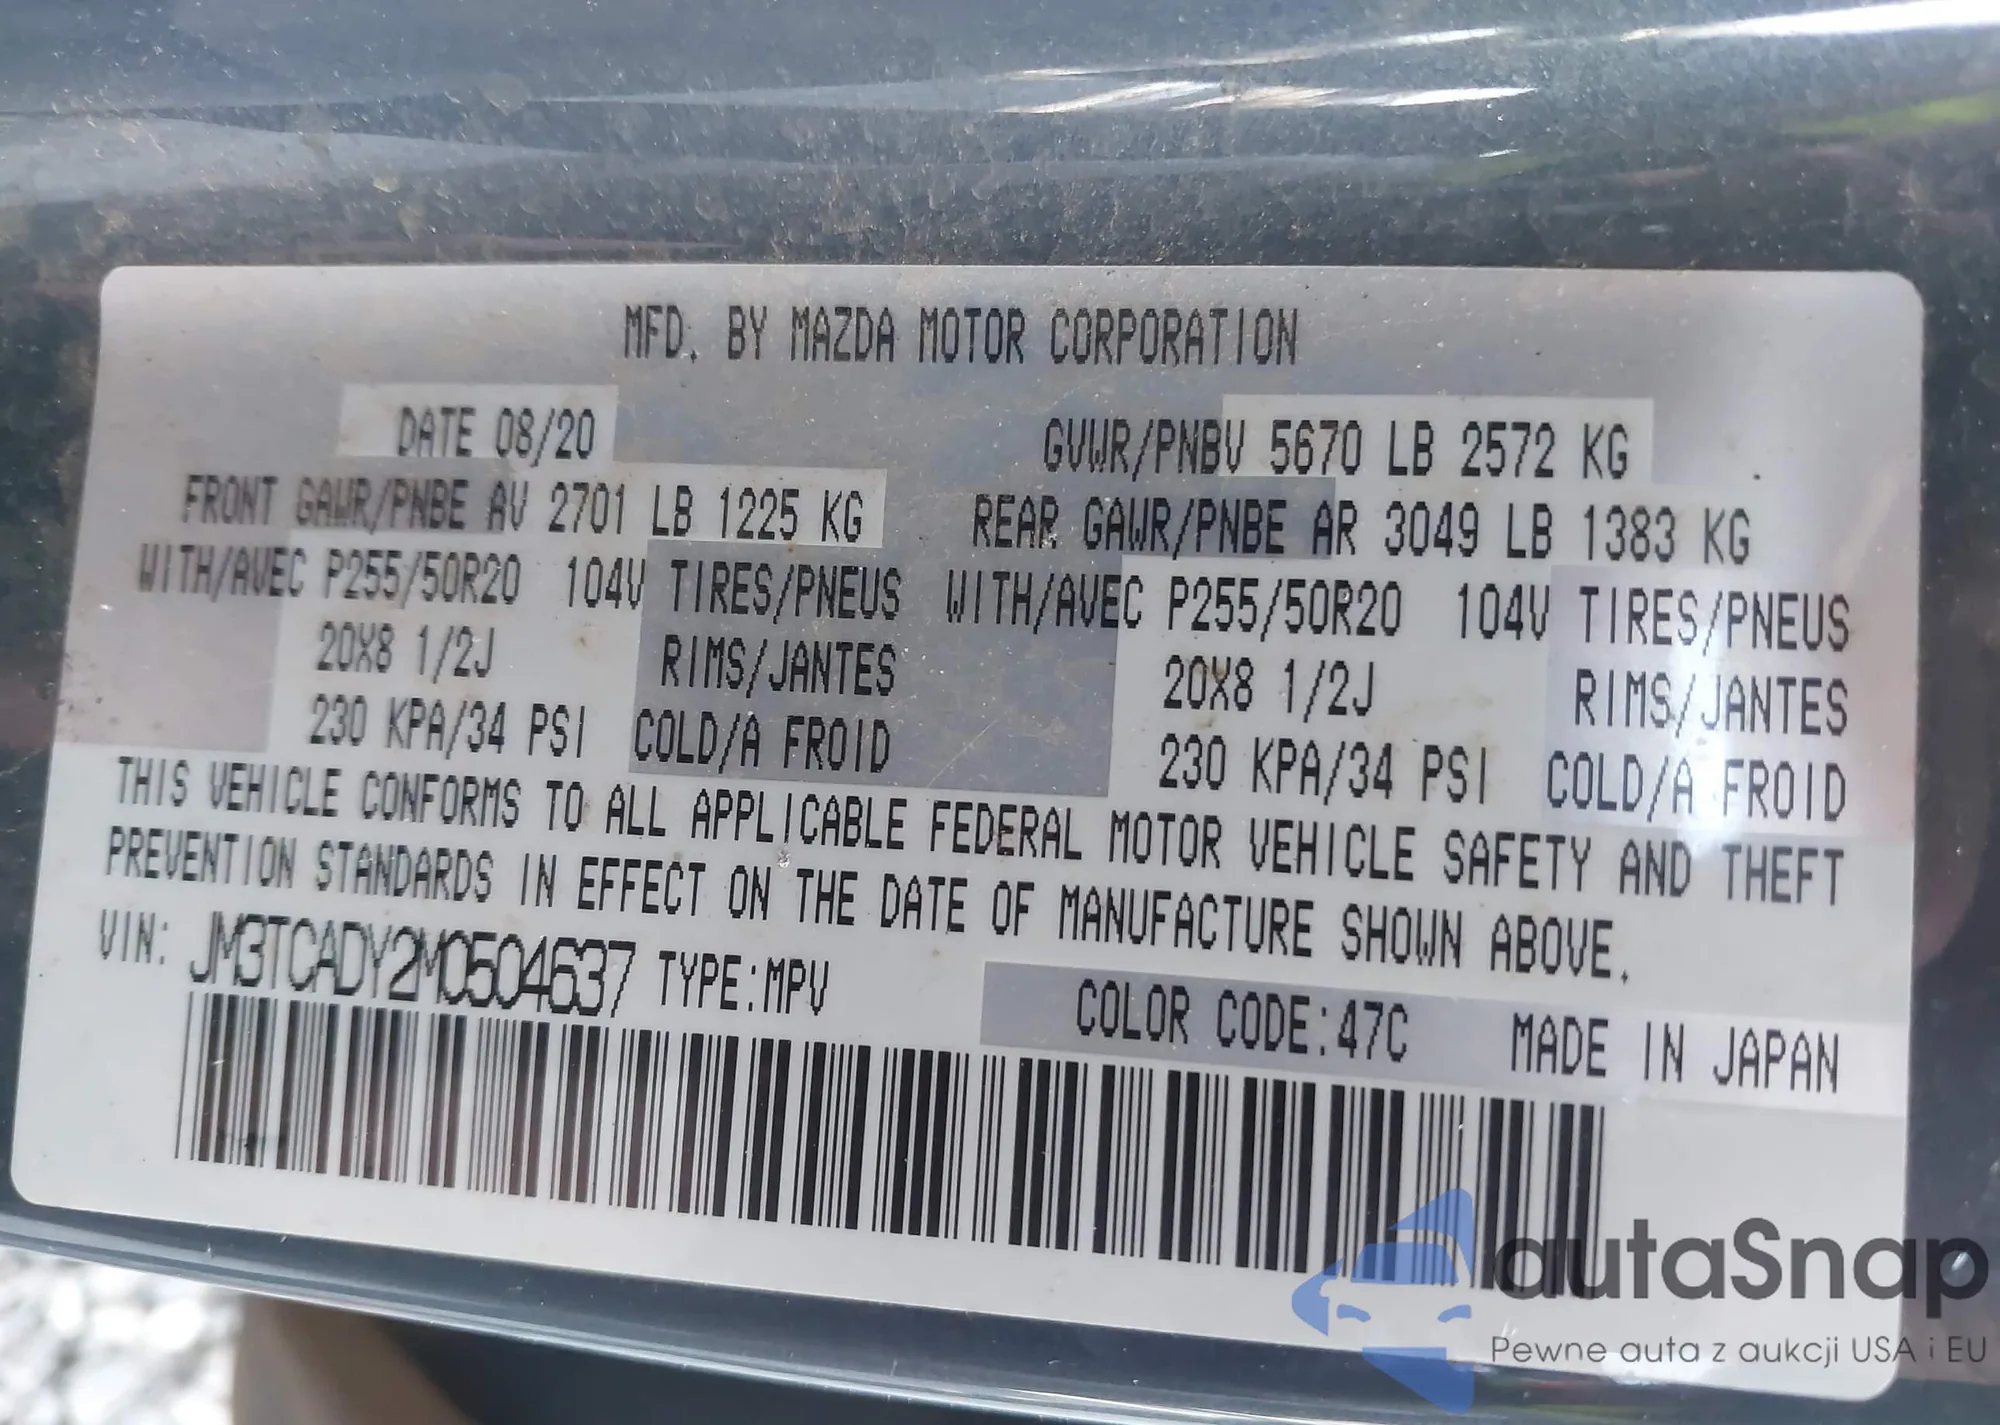 MFD. BY MAZDA MOTOR CORPORATION
DATE 08/20 GVWR/PNBV 5670 LB 2572 KG
FRONT GAWR/PNBE AV 2701 LB 1225 KG REAR GAWR/PNBE AR 3049 LB 1383 KG
WITH/AVEC P255/50R20 104V TIRES/PNEUS WITH/AVEC P255/50R20 104V TIRES/PNEUS
20X8 1/2J RIMS/JANTES 20X8 1/2J RIMS/JANTES
230 KPA/34 PSI COLD/A FROID 230 KPA/34 PSI COLD/A FROID
THIS VEHICLE CONFORMS TO ALL APPLICABLE FEDERAL MOTOR VEHICLE SAFETY AND THEFT
PREVENTION STANDARDS IN EFFECT ON THE DATE OF MANUFACTURE SHOWN ABOVE.
VIN: JM3TCADY2M0504637 TYPE:MPV COLOR CODE:47C MADE IN JAPAN
autaSnap
Pewne auta z aukcji USA i EU